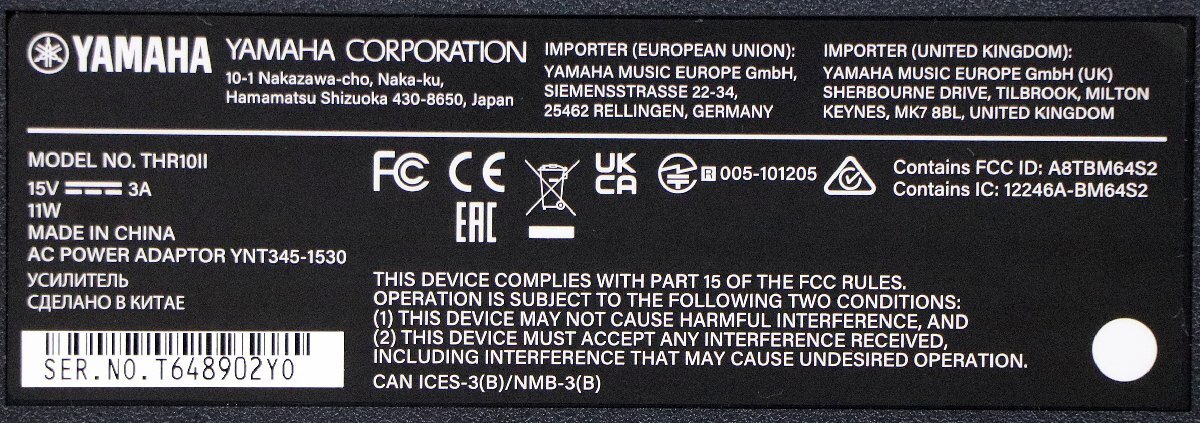 YAMAHA
YAMAHA CORPORATION
10-1 Nakazawa-cho, Naka-ku,
Hamamatsu Shizuoka 430-8650, Japan
IMPORTER (EUROPEAN UNION):
YAMAHA MUSIC EUROPE GmbH,
SIEMENSSTRASSE 22-34,
25462 RELLINGEN, GERMANY
IMPORTER (UNITED KINGDOM):
YAMAHA MUSIC EUROPE GmbH (UK)
SHERBOURNE DRIVE, TILBROOK, MILTON
KEYNES, MK7 8BL, UNITED KINGDOM
MODEL NO. THR10II
15V 3A
11W
MADE IN CHINA
AC POWER ADAPTOR YNT345-1530
УСИЛИТЕЛЬ
СДЕЛАНО В КИТАЕ
SER.NO.T648902Y0
FC CE UK
CA
EAC
R 005-101205
Contains FCC ID: A8TBM64S2
Contains IC: 12246A-BM64S2
THIS DEVICE COMPLIES WITH PART 15 OF THE FCC RULES.
OPERATION IS SUBJECT TO THE FOLLOWING TWO CONDITIONS:
(1) THIS DEVICE MAY NOT CAUSE HARMFUL INTERFERENCE, AND
(2) THIS DEVICE MUST ACCEPT ANY INTERFERENCE RECEIVED,
INCLUDING INTERFERENCE THAT MAY CAUSE UNDESIRED OPERATION.
CAN ICES-3(B)/NMB-3(B)